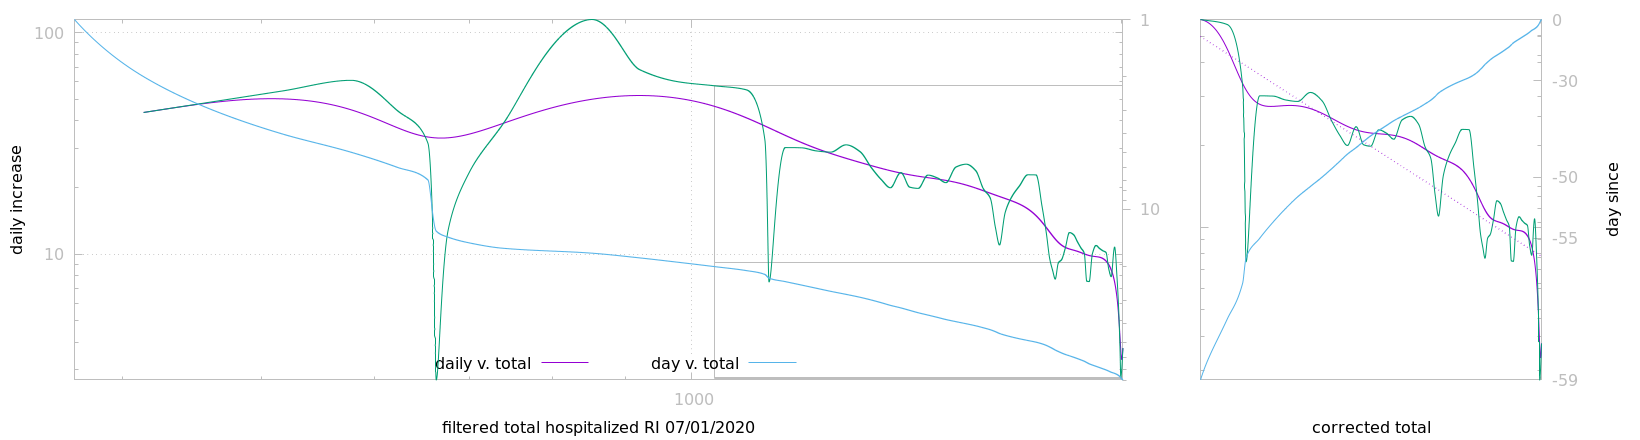 100
10
daily increase
daily v. total
day v. total
1000
filtered total hospitalized RI 07/01/2020
1
10
0
-30
-50
-55
-59
day since
corrected total